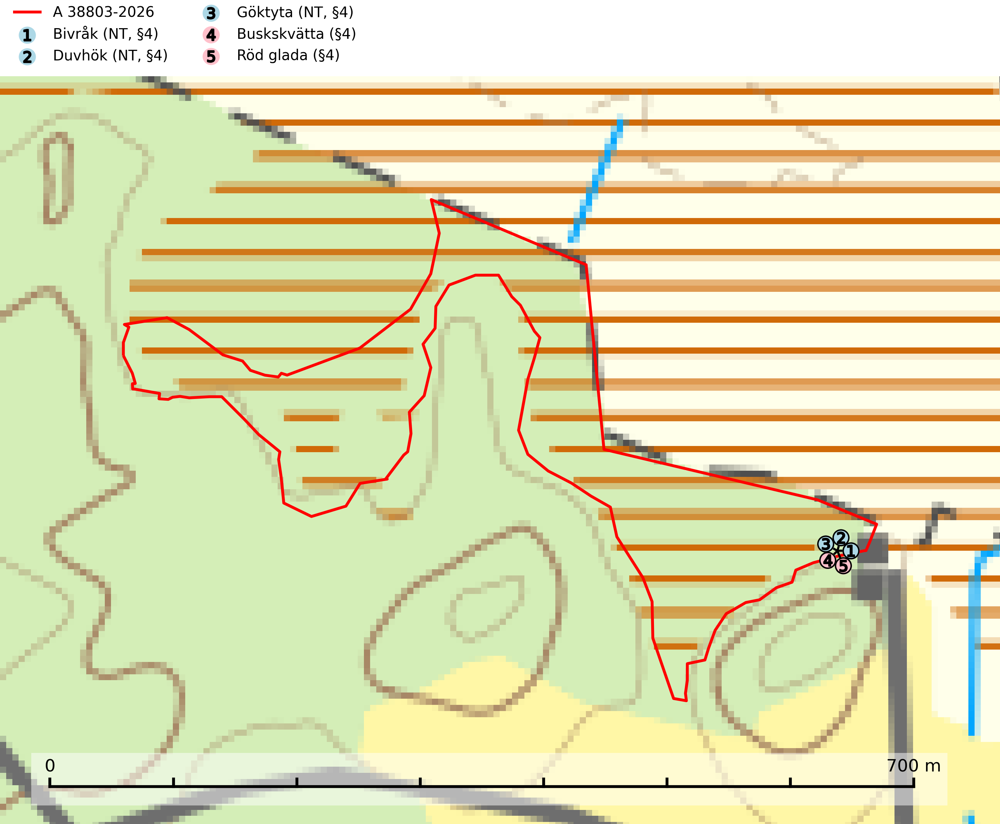 A 38803-2026
1 Bivråk (NT, §4)
2 Duvhök (NT, §4)
3 Göktyta (NT, §4)
4 Buskskvätta (§4)
5 Röd glada (§4)
2
3
1
4
5
0 700 m